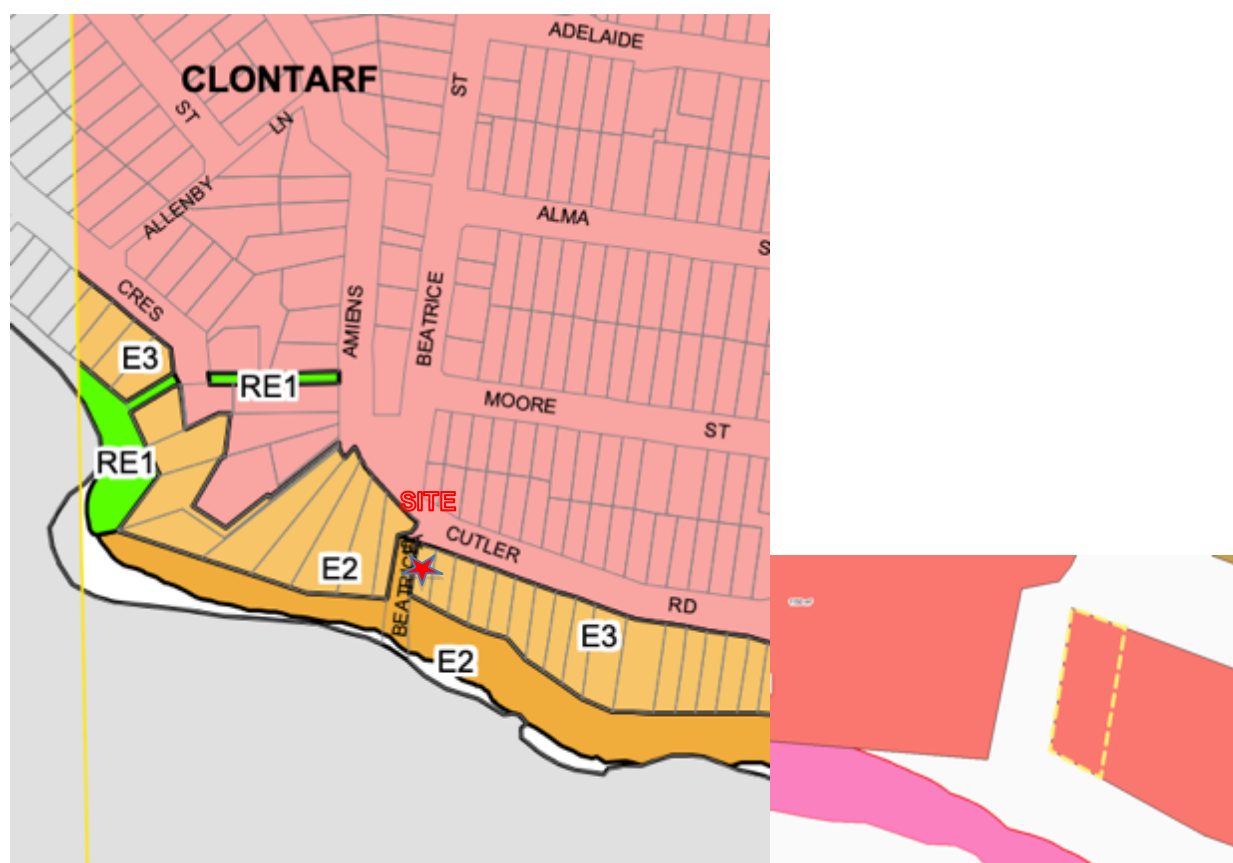 ADELAIDE
CLONTARF
ST
ST
LN
ALLENBY
ALMA
S
CRES
BEATRICE
AMIENS
E3
RE1
MOORE
ST
RE1
SITE
CUTLER
E2
BEATRICE
RD
E3
E2